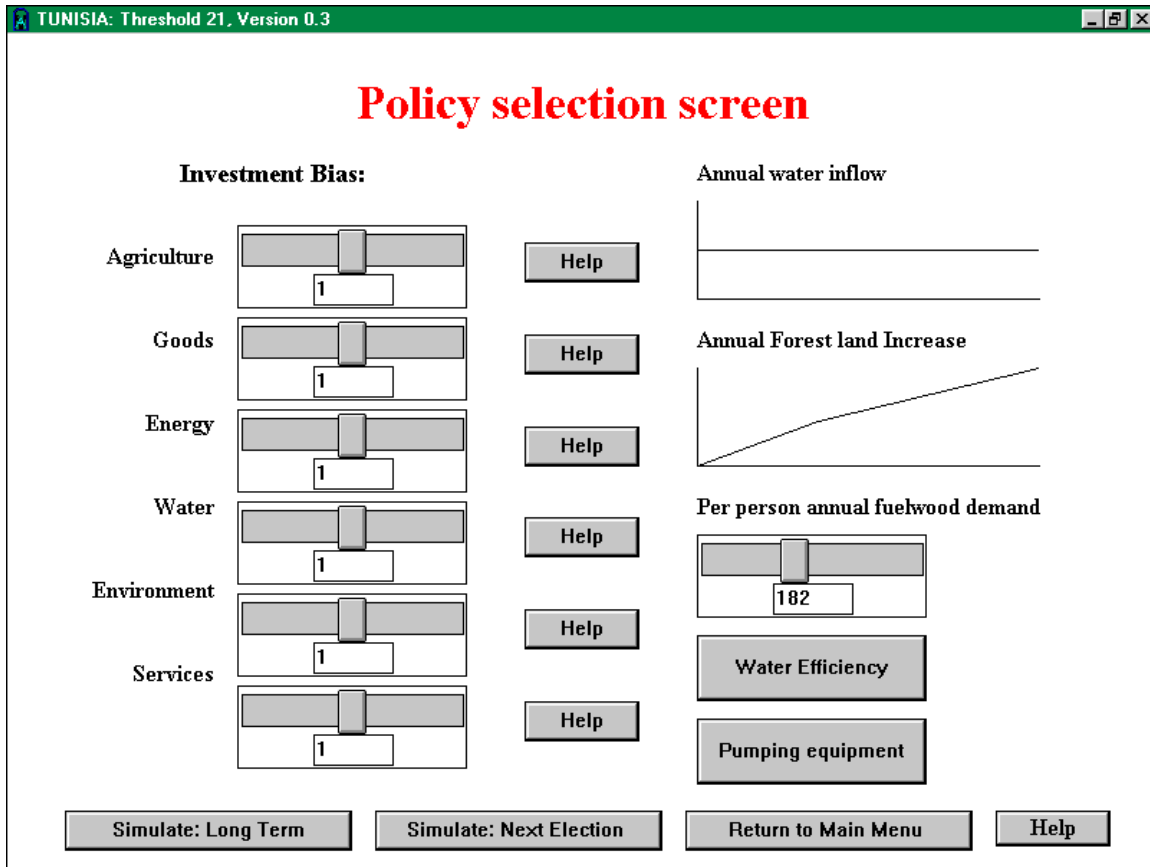 TUNISIA: Threshold 21, Version 0.3
Policy selection screen
Investment Bias:
Agriculture
1
Help
Goods
1
Help
Energy
1
Help
Water
1
Help
Environment
1
Help
Services
1
Help
Annual water inflow
Annual Forest land Increase
Per person annual fuelwood demand
182
Water Efficiency
Pumping equipment
Simulate: Long Term
Simulate: Next Election
Return to Main Menu
Help